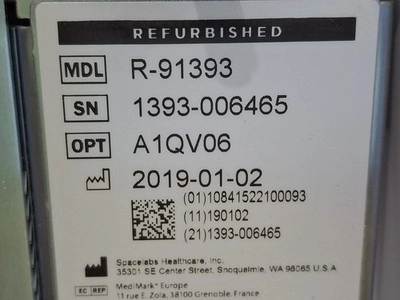 REFURBISHED
MDL R-91393
SN 1393-006465
OPT A1QV06
2019-01-02
(01)10841522100093
(11)190102
(21)1393-006465
Spacelabs Healthcare, Inc.
35301 SE Center Street, Snoqualmie, WA 98065 U.S.A
EC REP MediMark® Europe
11 rue E. Zola, 38100 Grenoble, France